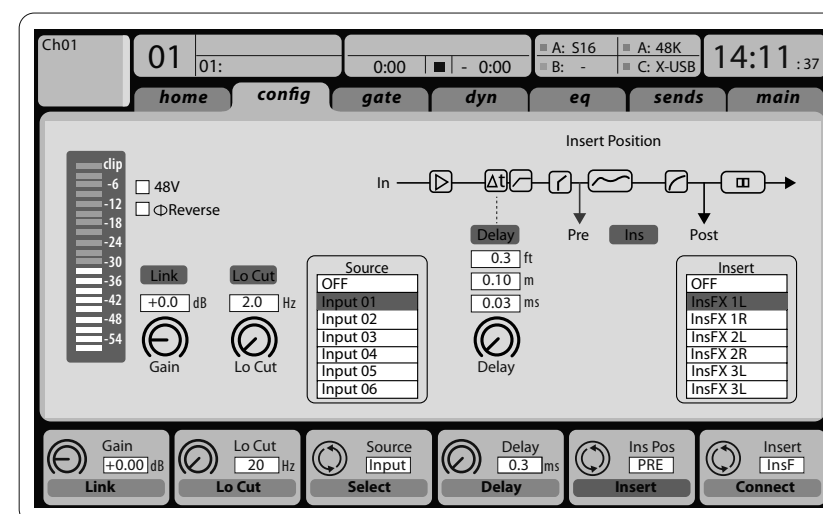 Ch01
01
01:
0:00
- 0:00
A: S16
B: -
A: 48K
C: X-USB
14:11 :37
home
config
gate
dyn
eq
sends
main
Insert Position
clip
-6
-12
-18
-24
-30
-36
-42
-48
-54
48V
ΦReverse
In
Δt
Pre
Ins
Post
Link
+0.0 dB
Gain
Lo Cut
2.0 Hz
Lo Cut
Source
OFF
Input 01
Input 02
Input 03
Input 04
Input 05
Input 06
Delay
0.3 ft
0.10 m
0.03 ms
Delay
Insert
OFF
InsFX 1L
InsFX 1R
InsFX 2L
InsFX 2R
InsFX 3L
InsFX 3L
Gain
+0.00 dB
Link
Lo Cut
20 Hz
Lo Cut
Source
Input
Select
Delay
0.3 ms
Delay
Ins Pos
PRE
Insert
Insert
InsF
Connect